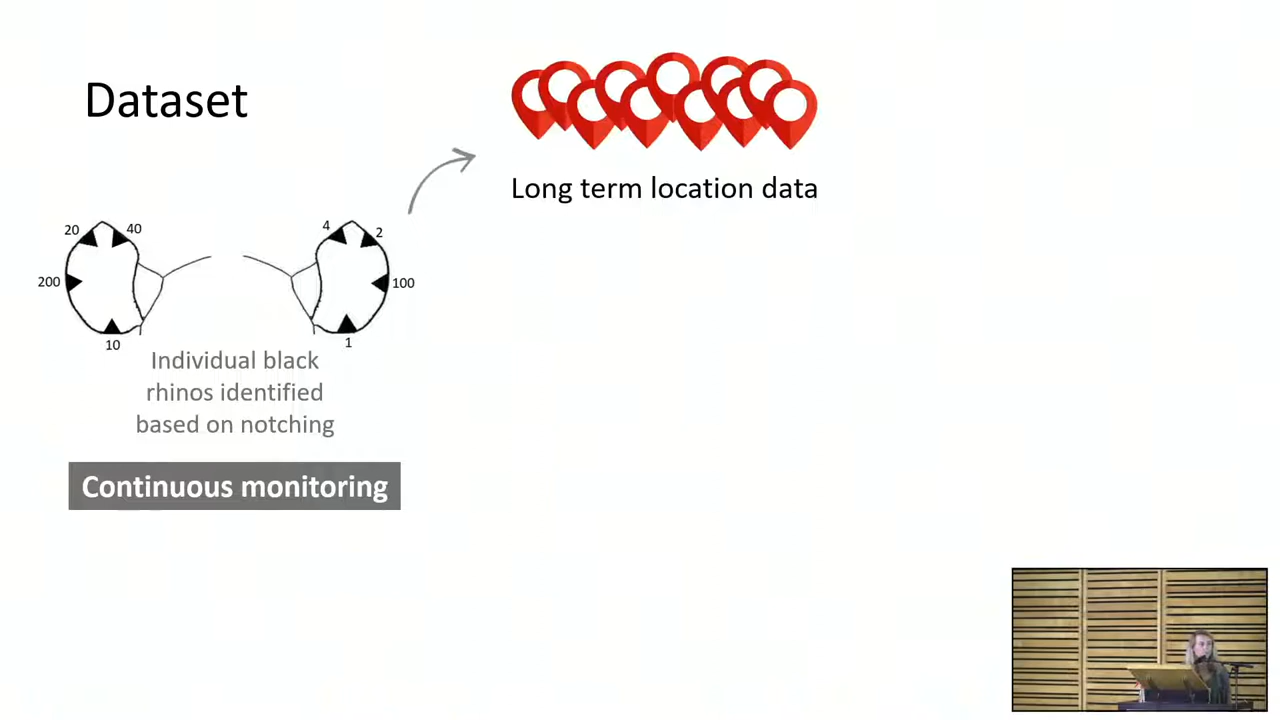 Dataset
Long term location data
20 40 4 2
200 100
10 1
Individual black
rhinos identified
based on notching
Continuous monitoring